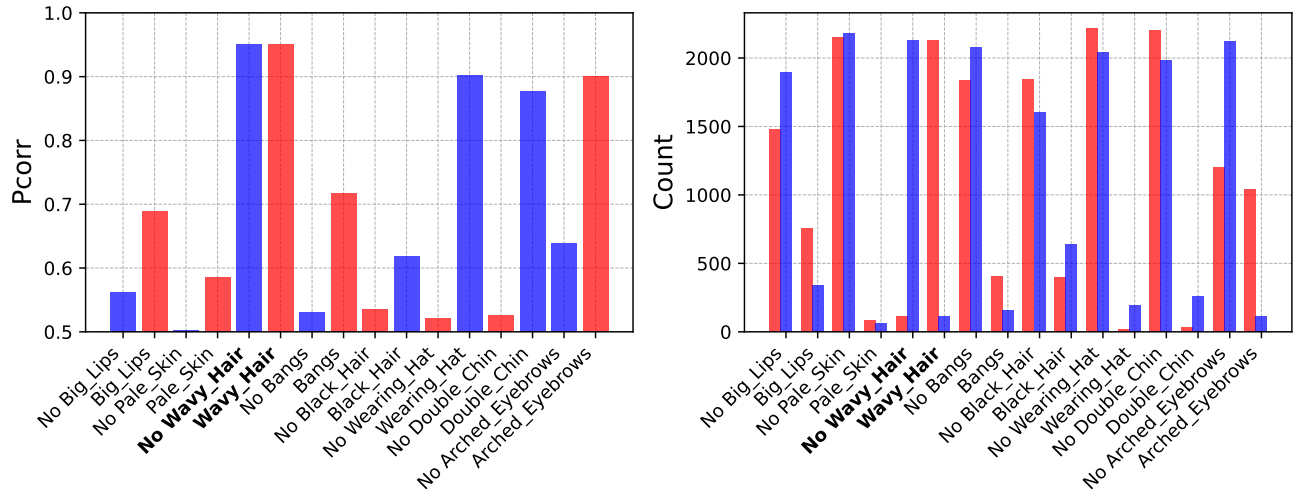 Pcorr
1.0
0.9
0.8
0.7
0.6
0.5
No Big_Lips
Big_Lips
No Pale_Skin
Pale_Skin
No Wavy_Hair
Wavy_Hair
No Bangs
Bangs
No Black_Hair
Black_Hair
No Wearing_Hat
Wearing_Hat
No Double_Chin
Double_Chin
No Arched_Eyebrows
Arched_Eyebrows
Count
2000
1500
1000
500
0
No Big_Lips
Big_Lips
No Pale_Skin
Pale_Skin
No Wavy_Hair
Wavy_Hair
No Bangs
Bangs
No Black_Hair
Black_Hair
No Wearing_Hat
Wearing_Hat
No Double_Chin
Double_Chin
No Arched_Eyebrows
Arched_Eyebrows